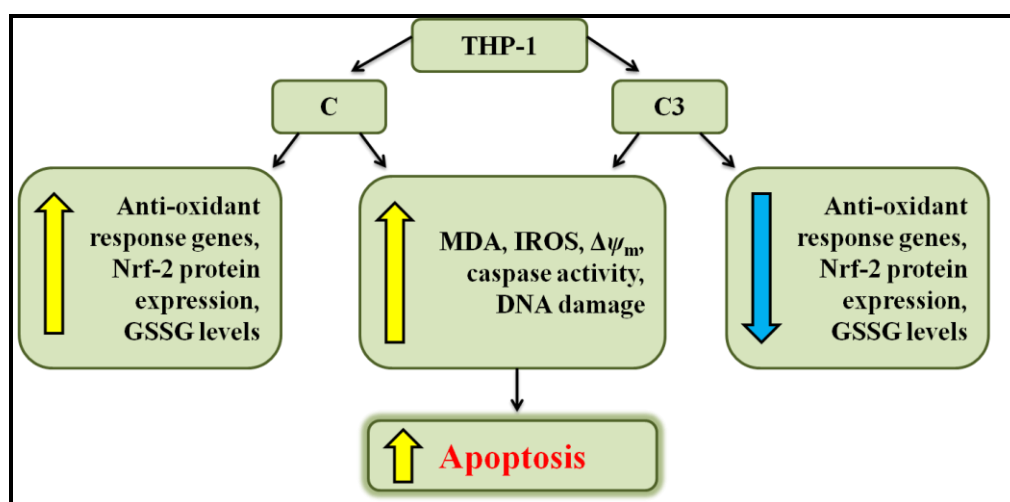 THP-1
C
C3
Anti-oxidant
response genes,
Nrf-2 protein
expression,
GSSG levels
MDA, IROS, Δψm,
caspase activity,
DNA damage
Anti-oxidant
response genes,
Nrf-2 protein
expression,
GSSG levels
Apoptosis